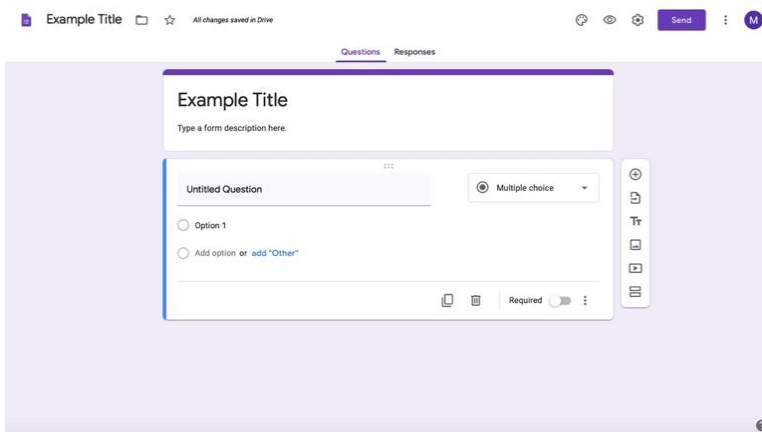 Example Title
All changes saved in Drive
Send
M
Questions
Responses
Example Title
Type a form description here.
Untitled Question
Multiple choice
Option 1
Add option or add "Other"
Required
Tт
?